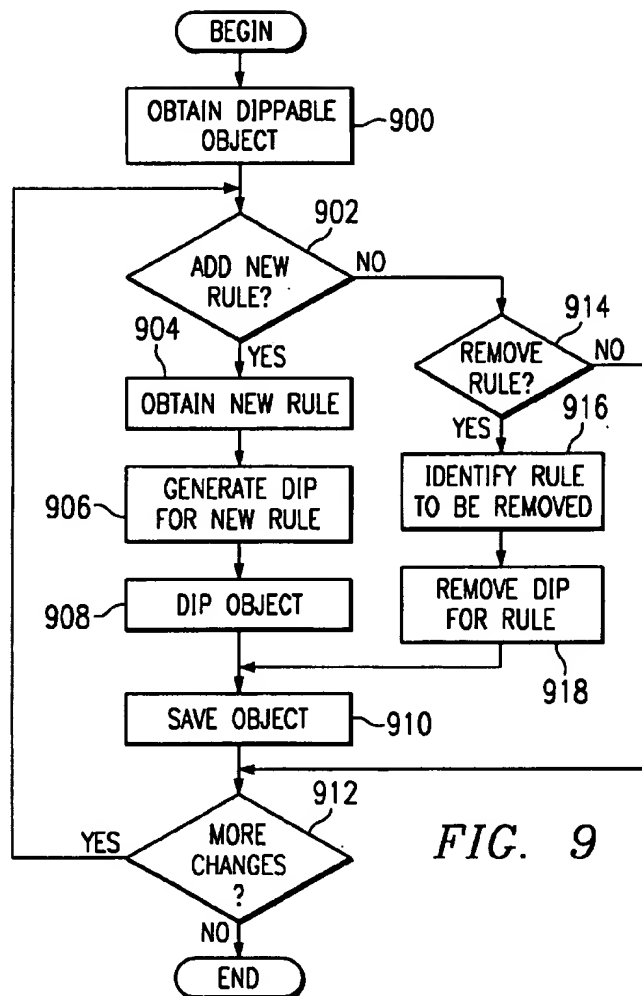 BEGIN
OBTAIN DIPPABLE
OBJECT
900
902
ADD NEW
RULE?
NO
914
904
YES
REMOVE
RULE?
NO
OBTAIN NEW RULE
YES
916
906
GENERATE DIP
FOR NEW RULE
IDENTIFY RULE
TO BE REMOVED
908
DIP OBJECT
REMOVE DIP
FOR RULE
918
SAVE OBJECT
910
912
YES
MORE
CHANGES
?
FIG. 9
NO
END